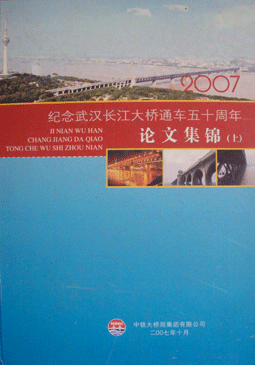 2007
纪念武汉长江大桥通车五十周年
JI NIAN WU HAN
CHANG JIANG DA QIAO
TONG CHE WU SHI ZHOU NIAN
论文集锦(上)
中铁大桥局集团有限公司
二00七年十月